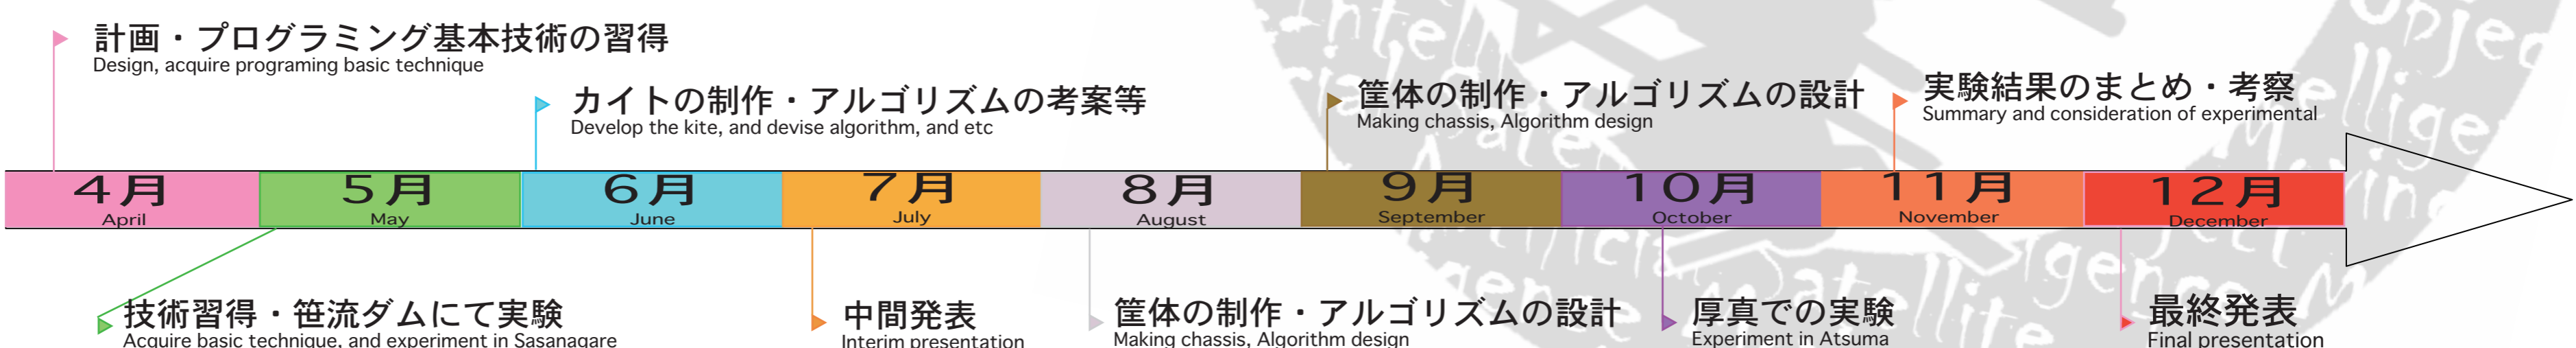 計画・プログラミング基本技術の習得
Design, acquire programing basic technique
カイトの制作・アルゴリズムの考案等
Develop the kite, and devise algorithm, and etc
筐体の制作・アルゴリズムの設計
Making chassis, Algorithm design
実験結果のまとめ・考察
Summary and consideration of experimental
4月
April
5月
May
6月
June
7月
July
8月
August
9月
September
10月
October
11月
November
12月
December
技術習得・笹流ダムにて実験
Acquire basic technique, and experiment in Sasanagare
中間発表
Interim presentation
筐体の制作・アルゴリズムの設計
Making chassis, Algorithm design
厚真での実験
Experiment in Atsuma
最終発表
Final presentation